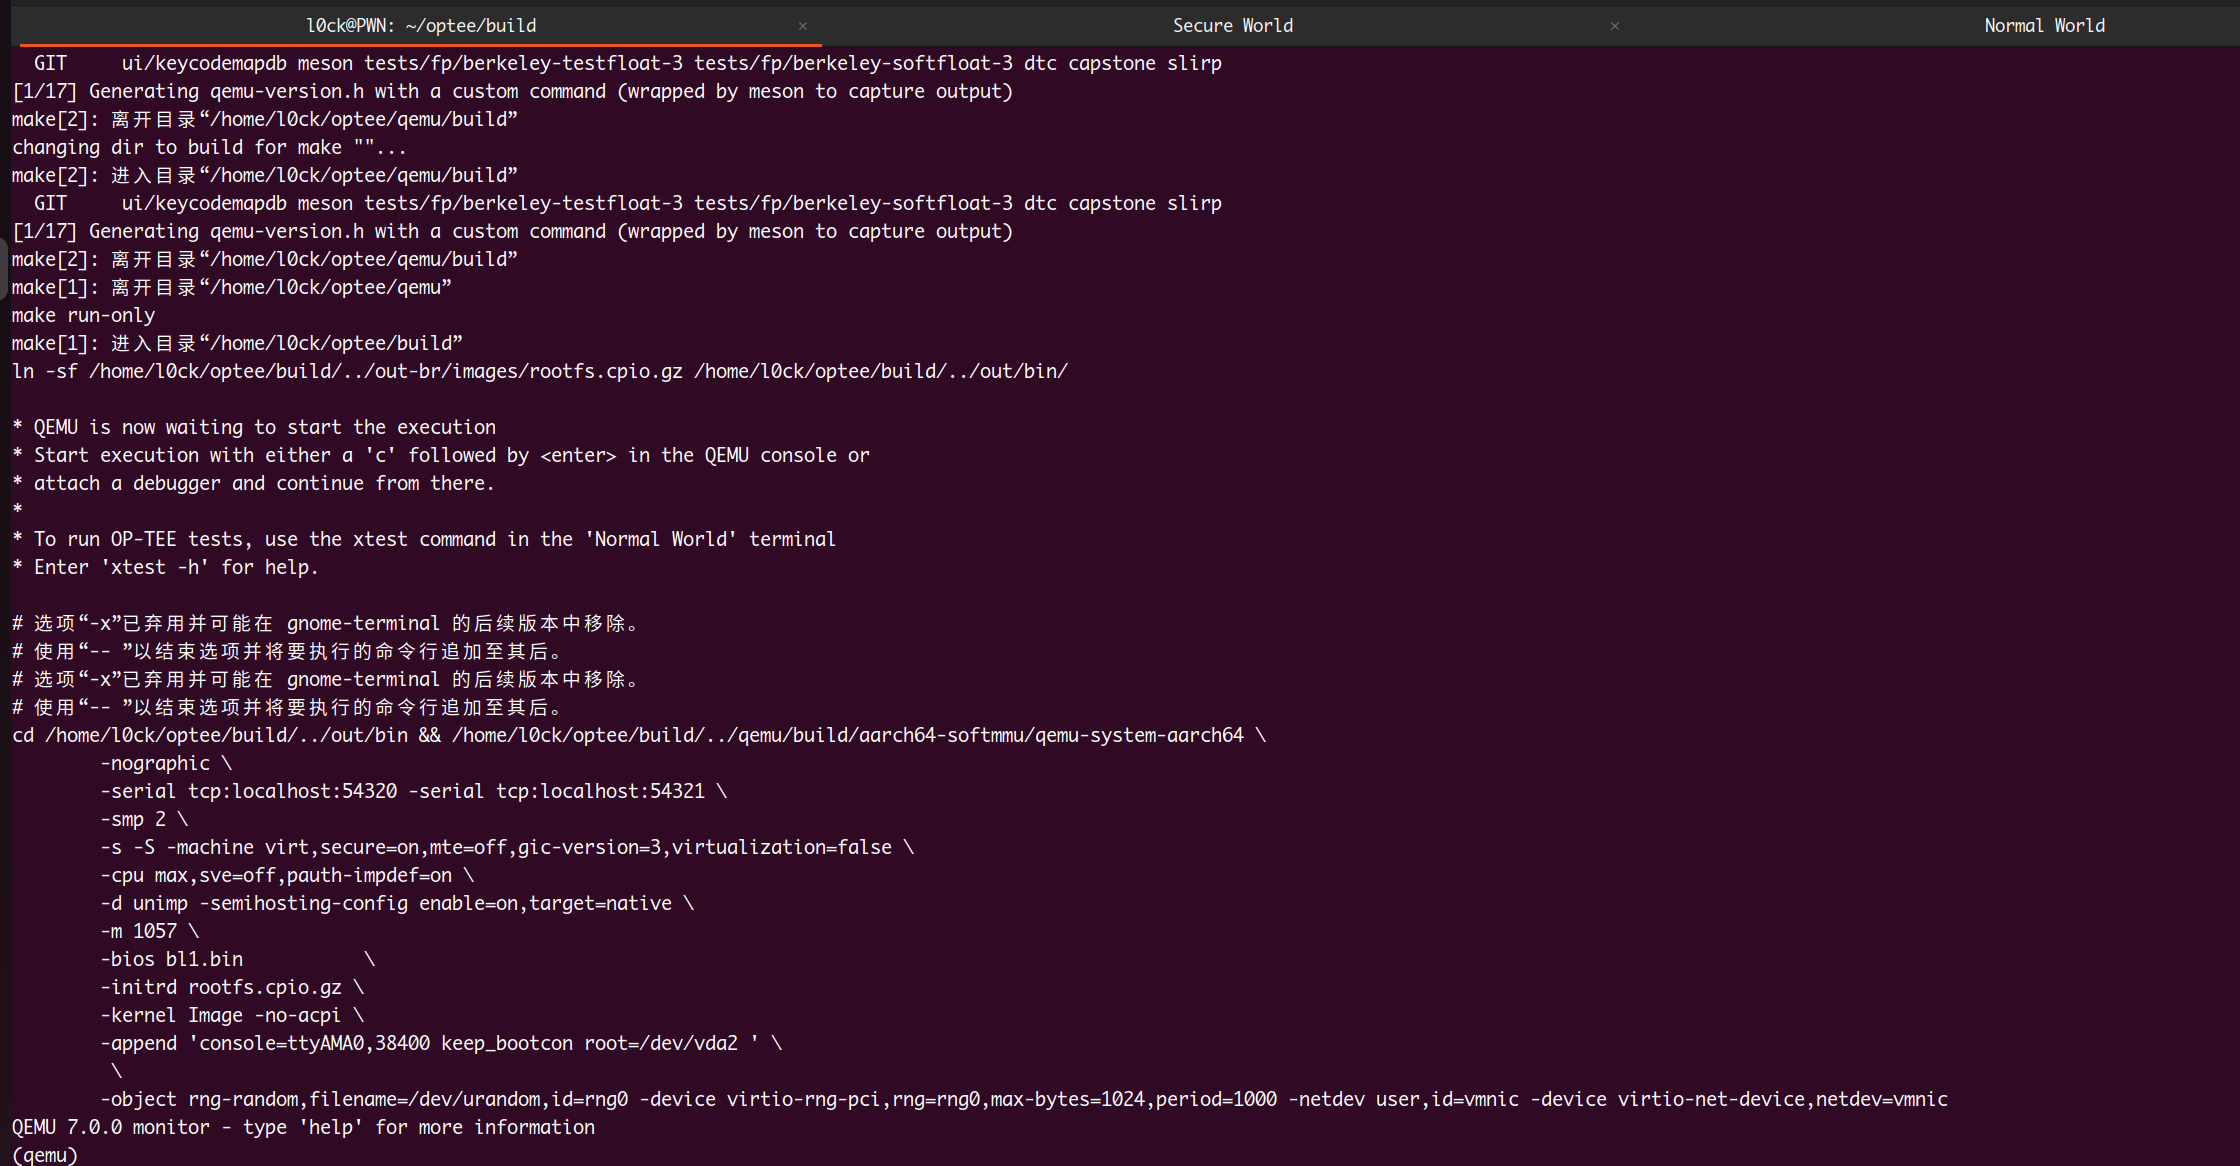 l0ck@PWN: ~/optee/build × Secure World × Normal World
  GIT     ui/keycodemapdb meson tests/fp/berkeley-testfloat-3 tests/fp/berkeley-softfloat-3 dtc capstone slirp
[1/17] Generating qemu-version.h with a custom command (wrapped by meson to capture output)
make[2]: 离开目录“/home/l0ck/optee/qemu/build”
changing dir to build for make ""...
make[2]: 进入目录“/home/l0ck/optee/qemu/build”
  GIT     ui/keycodemapdb meson tests/fp/berkeley-testfloat-3 tests/fp/berkeley-softfloat-3 dtc capstone slirp
[1/17] Generating qemu-version.h with a custom command (wrapped by meson to capture output)
make[2]: 离开目录“/home/l0ck/optee/qemu/build”
make[1]: 离开目录“/home/l0ck/optee/qemu”
make run-only
make[1]: 进入目录“/home/l0ck/optee/build”
ln -sf /home/l0ck/optee/build/../out-br/images/rootfs.cpio.gz /home/l0ck/optee/build/../out/bin/

* QEMU is now waiting to start the execution
* Start execution with either a 'c' followed by <enter> in the QEMU console or
* attach a debugger and continue from there.
*
* To run OP-TEE tests, use the xtest command in the 'Normal World' terminal
* Enter 'xtest -h' for help.

# 选项“-x”已弃用并可能在 gnome-terminal 的后续版本中移除。
# 使用“-- ”以结束选项并将要执行的命令行追加至其后。
# 选项“-x”已弃用并可能在 gnome-terminal 的后续版本中移除。
# 使用“-- ”以结束选项并将要执行的命令行追加至其后。
cd /home/l0ck/optee/build/../out/bin && /home/l0ck/optee/build/../qemu/build/aarch64-softmmu/qemu-system-aarch64 \
        -nographic \
        -serial tcp:localhost:54320 -serial tcp:localhost:54321 \
        -smp 2 \
        -s -S -machine virt,secure=on,mte=off,gic-version=3,virtualization=false \
        -cpu max,sve=off,pauth-impdef=on \
        -d unimp -semihosting-config enable=on,target=native \
        -m 1057 \
        -bios bl1.bin           \
        -initrd rootfs.cpio.gz \
        -kernel Image -no-acpi \
        -append 'console=ttyAMA0,38400 keep_bootcon root=/dev/vda2 ' \
         \
        -object rng-random,filename=/dev/urandom,id=rng0 -device virtio-rng-pci,rng=rng0,max-bytes=1024,period=1000 -netdev user,id=vmnic -device virtio-net-device,netdev=vmnic
QEMU 7.0.0 monitor - type 'help' for more information
(qemu)